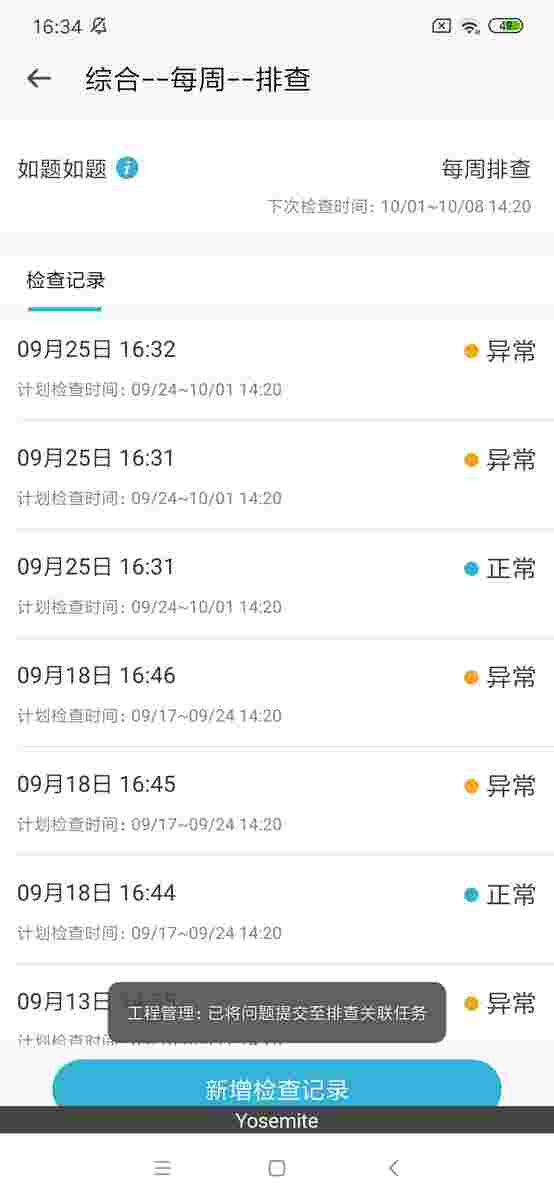 16:34
49
综合--每周--排查
如题如题 i
每周排查
下次检查时间：10/01~10/08 14:20
检查记录
09月25日 16:32
异常
计划检查时间：09/24~10/01 14:20
09月25日 16:31
异常
计划检查时间：09/24~10/01 14:20
09月25日 16:31
正常
计划检查时间：09/24~10/01 14:20
09月18日 16:46
异常
计划检查时间：09/17~09/24 14:20
09月18日 16:45
异常
计划检查时间：09/17~09/24 14:20
09月18日 16:44
正常
计划检查时间：09/17~09/24 14:20
09月13日
异常
工程管理：已将问题提交至排查关联任务
计划检查时间
新增检查记录
Yosemite